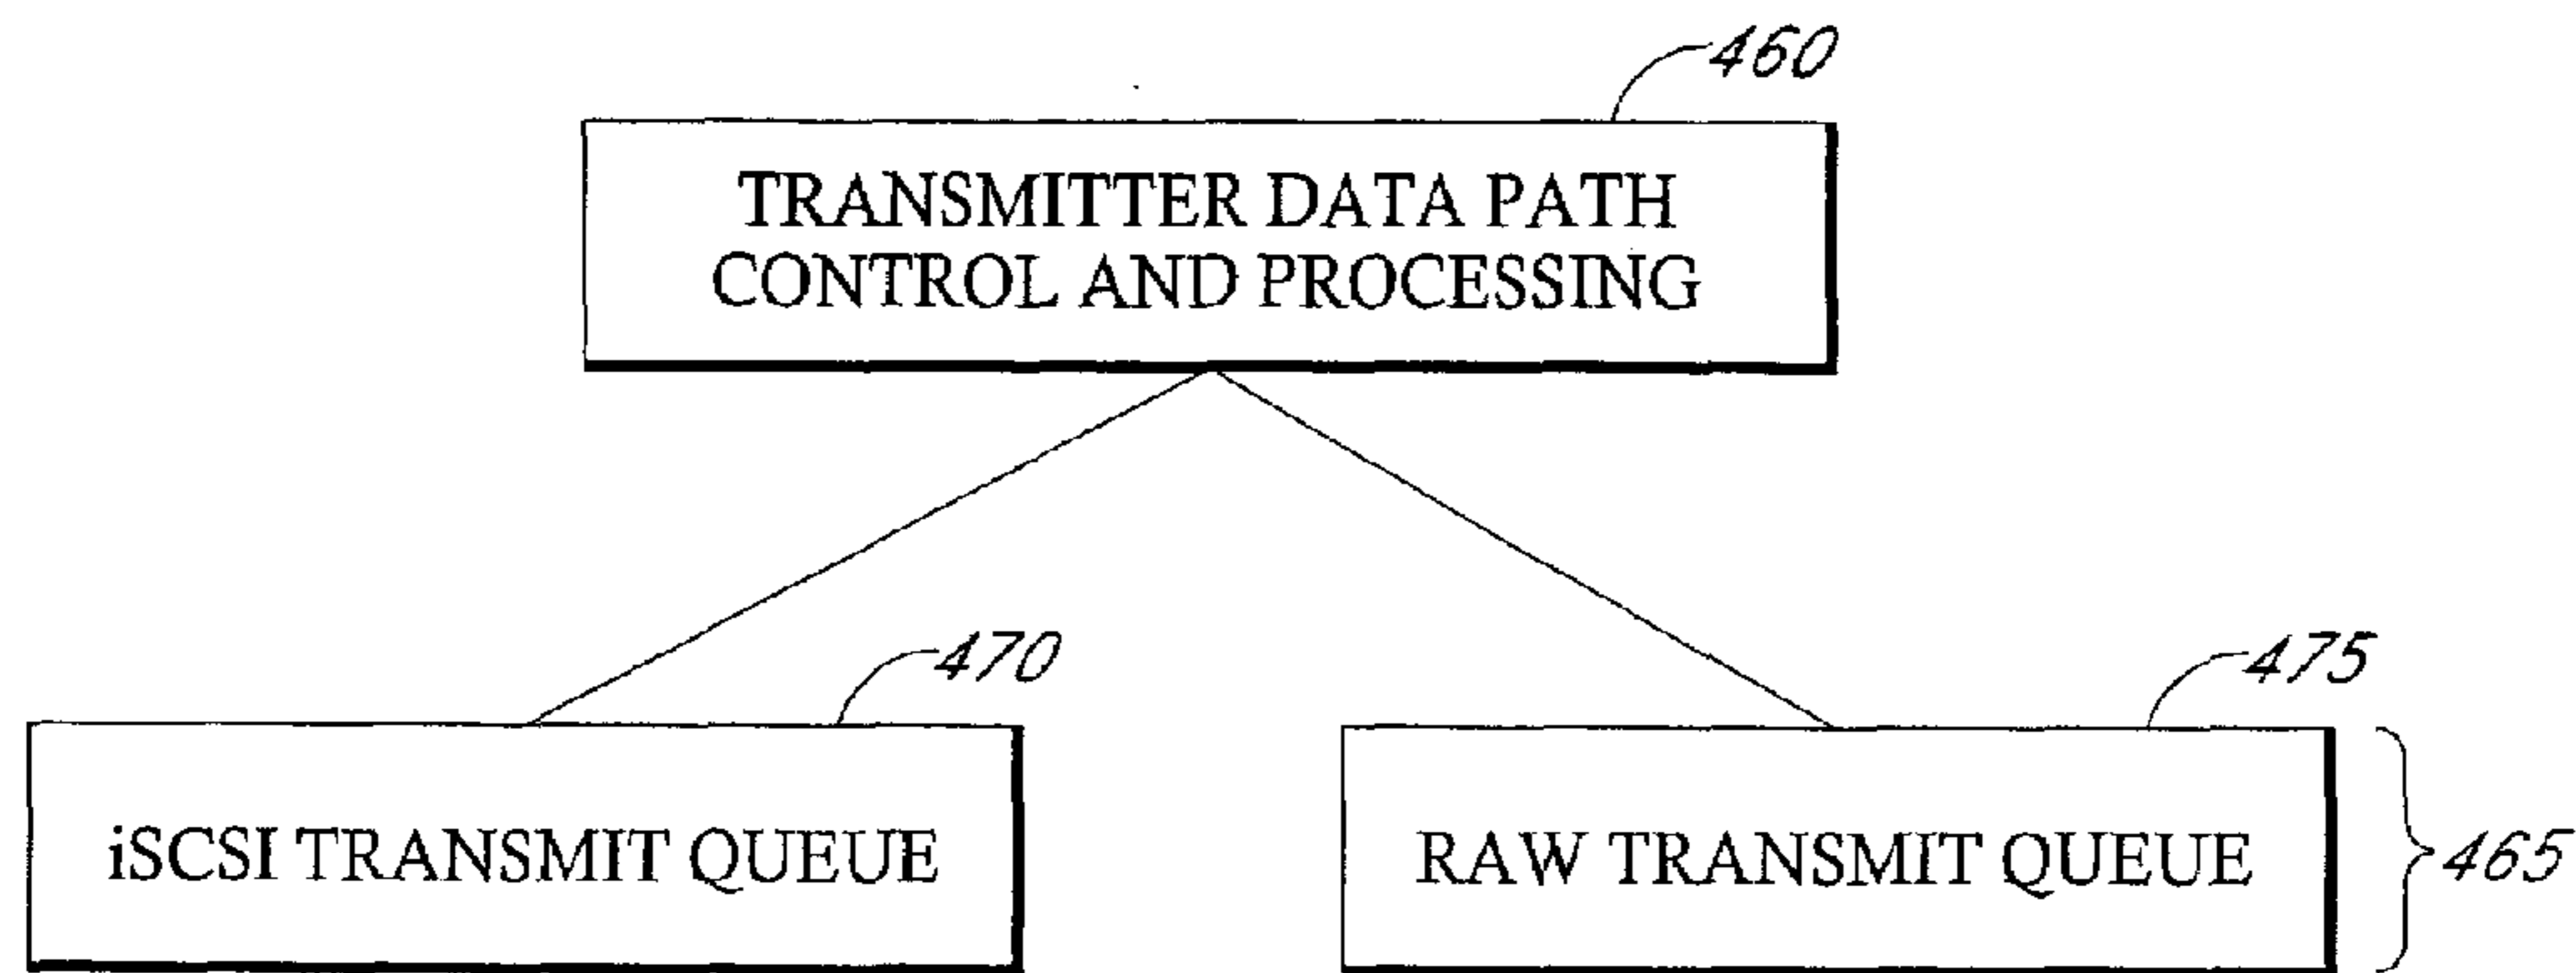 460
TRANSMITTER DATA PATH
CONTROL AND PROCESSING
470
475
iSCSI TRANSMIT QUEUE
RAW TRANSMIT QUEUE
465